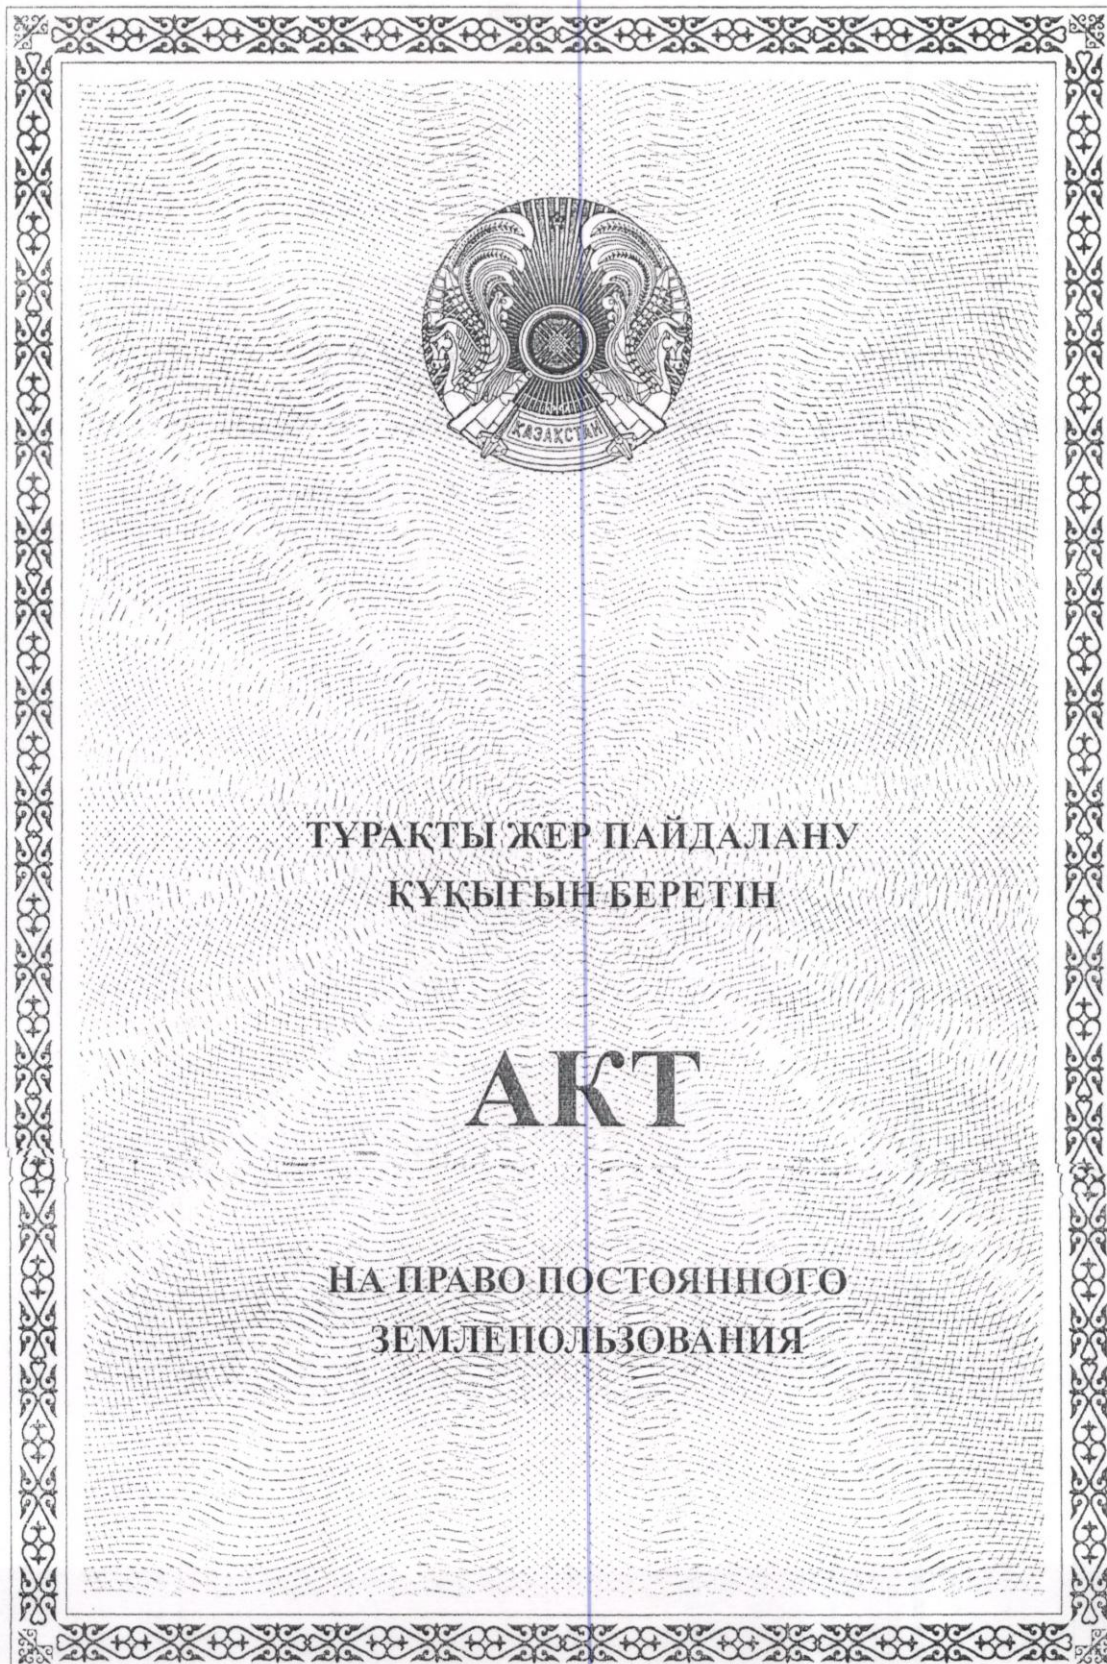 ҚАЗАҚСТАН
ТҰРАҚТЫ ЖЕР ПАЙДАЛАНУ
ҚҰҚЫҒЫН БЕРЕТІН
АКТ
НА ПРАВО ПОСТОЯННОГО
ЗЕМЛЕПОЛЬЗОВАНИЯ